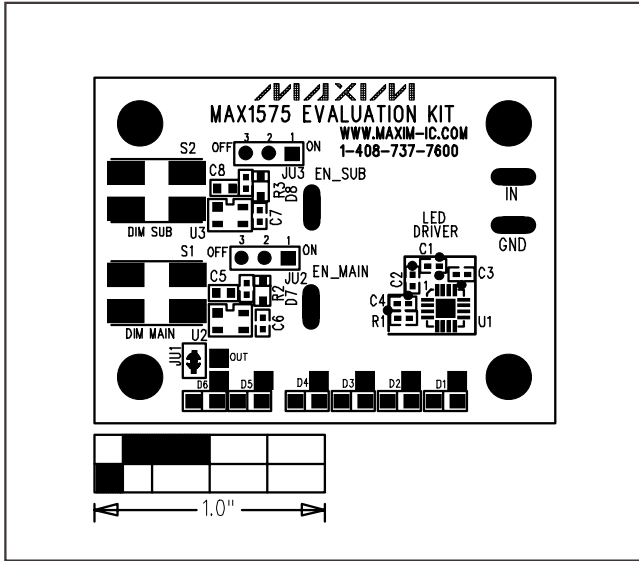 MAXIM
MAX1575 EVALUATION KIT
WWW.MAXIM-IC.COM
1-408-737-7600
S2
OFF 3 2 1 ON
JU3
C8
R3
D8
EN_SUB
IN
C7
U3
DIM SUB
GND
LED
DRIVER
S1
OFF 3 2 1 ON
JU2
EN_MAIN
C1
C2
C3
C5
R2
D7
C4
1
R1
U1
C6
DIM MAIN
U2
JU1
OUT
D6 D5 D4 D3 D2 D1
1.0"